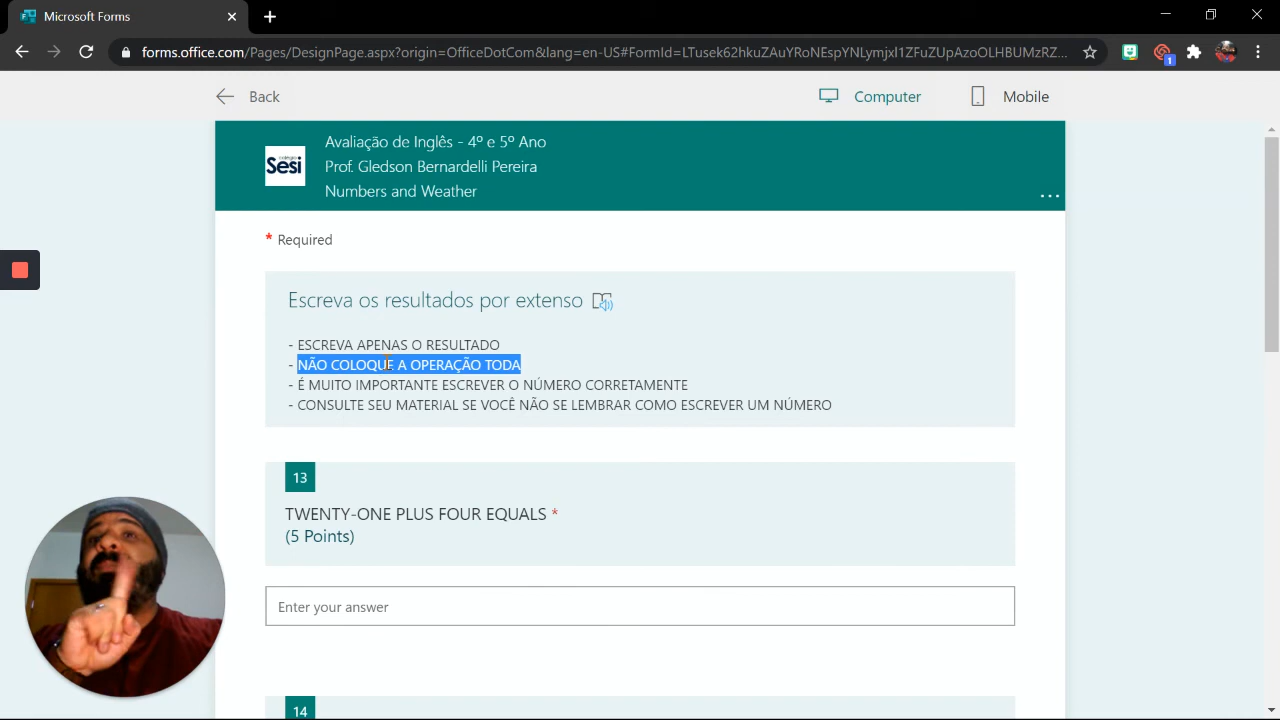 Microsoft Forms
forms.office.com/Pages/DesignPage.aspx?origin=OfficeDotCom&lang=en-US#FormId=LTusek62hkuZAuYRoNEspYNLymjxI1ZFuZUpAzoOLHBUMzRZ...
1
Back
Computer
Mobile
colégio
Sesi
Avaliação de Inglês - 4º e 5º Ano
Prof. Gledson Bernardelli Pereira
Numbers and Weather
...
* Required
Escreva os resultados por extenso
- ESCREVA APENAS O RESULTADO
- NÃO COLOQUE A OPERAÇÃO TODA
- É MUITO IMPORTANTE ESCREVER O NÚMERO CORRETAMENTE
- CONSULTE SEU MATERIAL SE VOCÊ NÃO SE LEMBRAR COMO ESCREVER UM NÚMERO
13
TWENTY-ONE PLUS FOUR EQUALS *
(5 Points)
Enter your answer
14